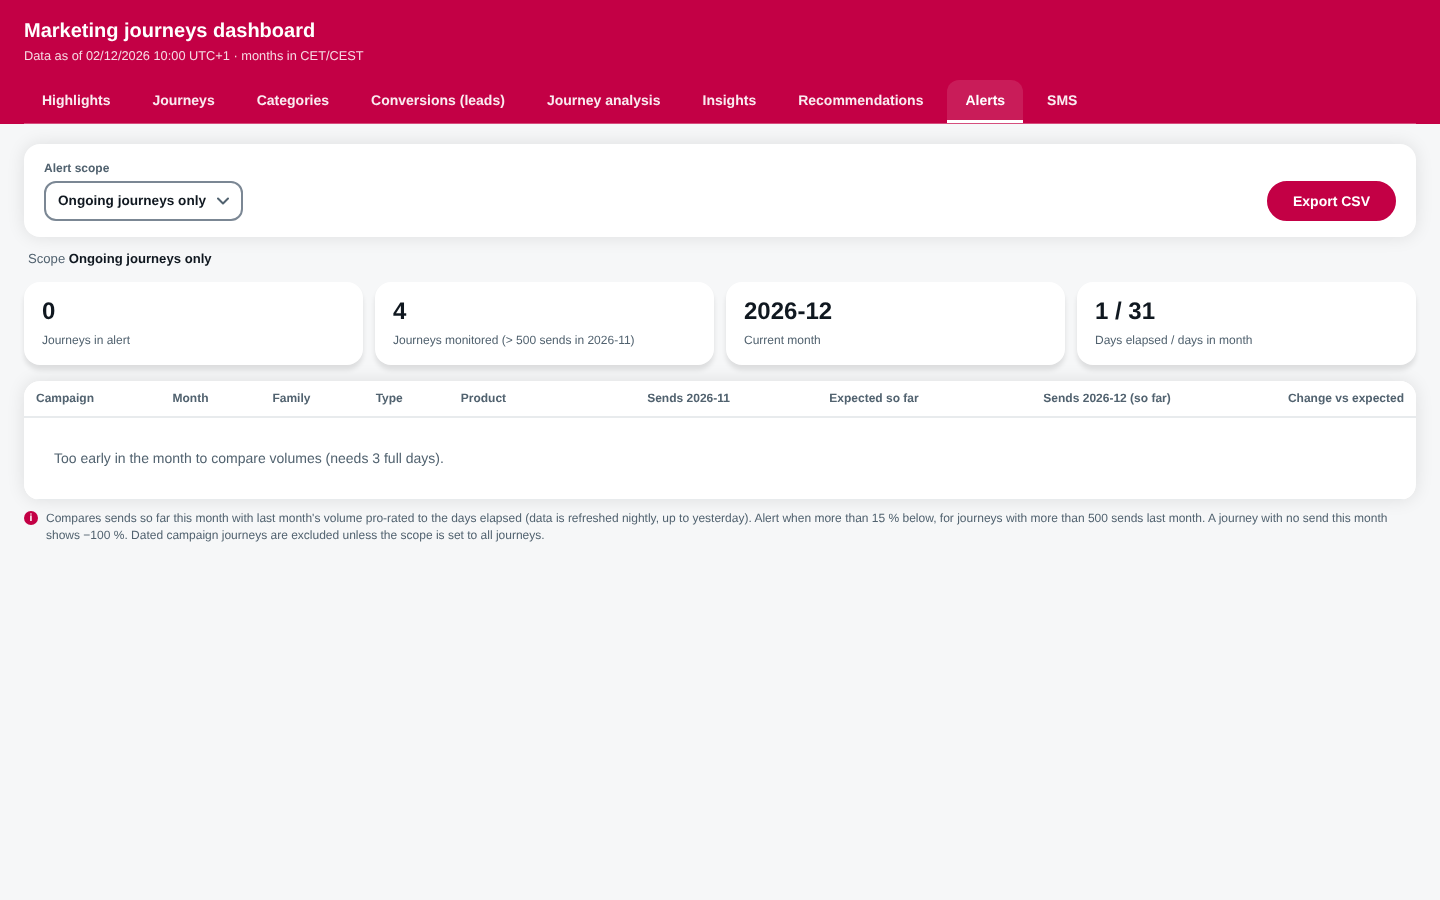 Marketing journeys dashboard
Data as of 02/12/2026 10:00 UTC+1 · months in CET/CEST
Highlights Journeys Categories Conversions (leads) Journey analysis Insights Recommendations Alerts SMS
Alert scope
Ongoing journeys only
Export CSV
Scope Ongoing journeys only
0
Journeys in alert
4
Journeys monitored (> 500 sends in 2026-11)
2026-12
Current month
1 / 31
Days elapsed / days in month
Campaign Month Family Type Product Sends 2026-11 Expected so far Sends 2026-12 (so far) Change vs expected
Too early in the month to compare volumes (needs 3 full days).
i Compares sends so far this month with last month's volume pro-rated to the days elapsed (data is refreshed nightly, up to yesterday). Alert when more than 15 % below, for journeys with more than 500 sends last month. A journey with no send this month
shows −100 %. Dated campaign journeys are excluded unless the scope is set to all journeys.